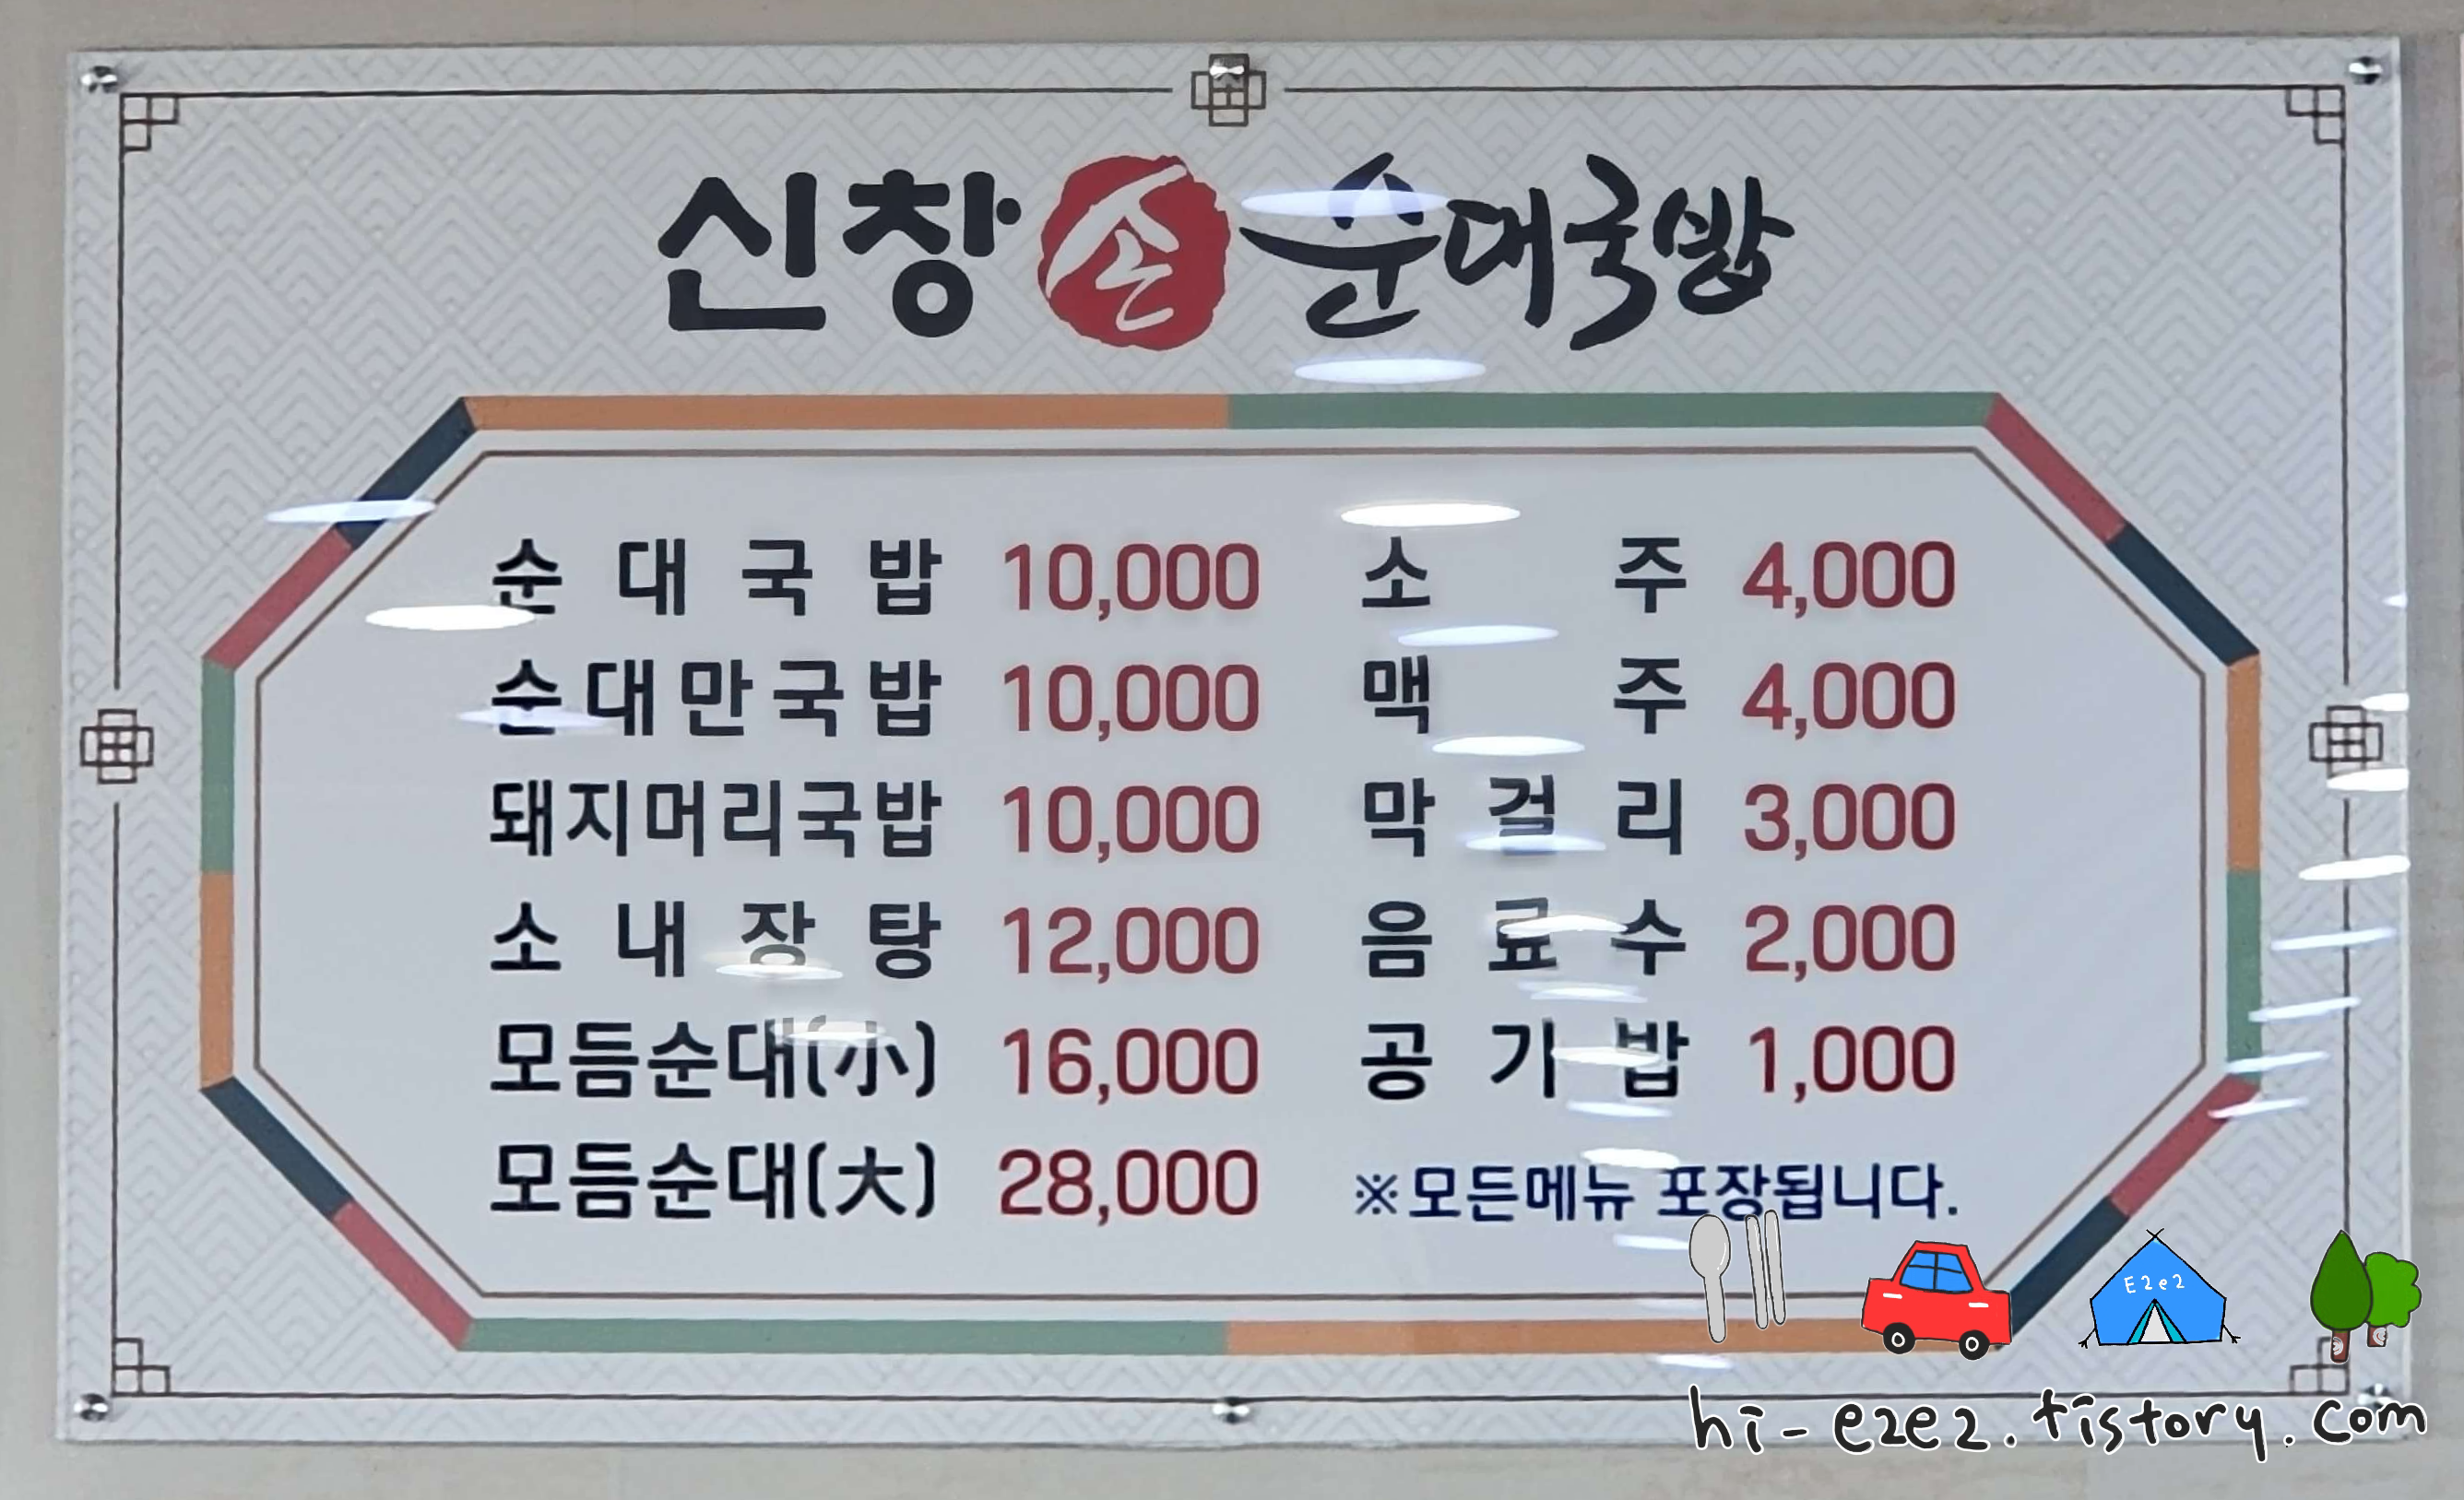 신창손순대국밥
순대국밥 10,000
순대만국밥 10,000
돼지머리국밥 10,000
소내장탕 12,000
모듬순대(小) 16,000
모듬순대(大) 28,000
소주 4,000
맥주 4,000
막걸리 3,000
음료수 2,000
공기밥 1,000
※모든메뉴 포장됩니다.
E2e2
hi-e2e2.tistory.com